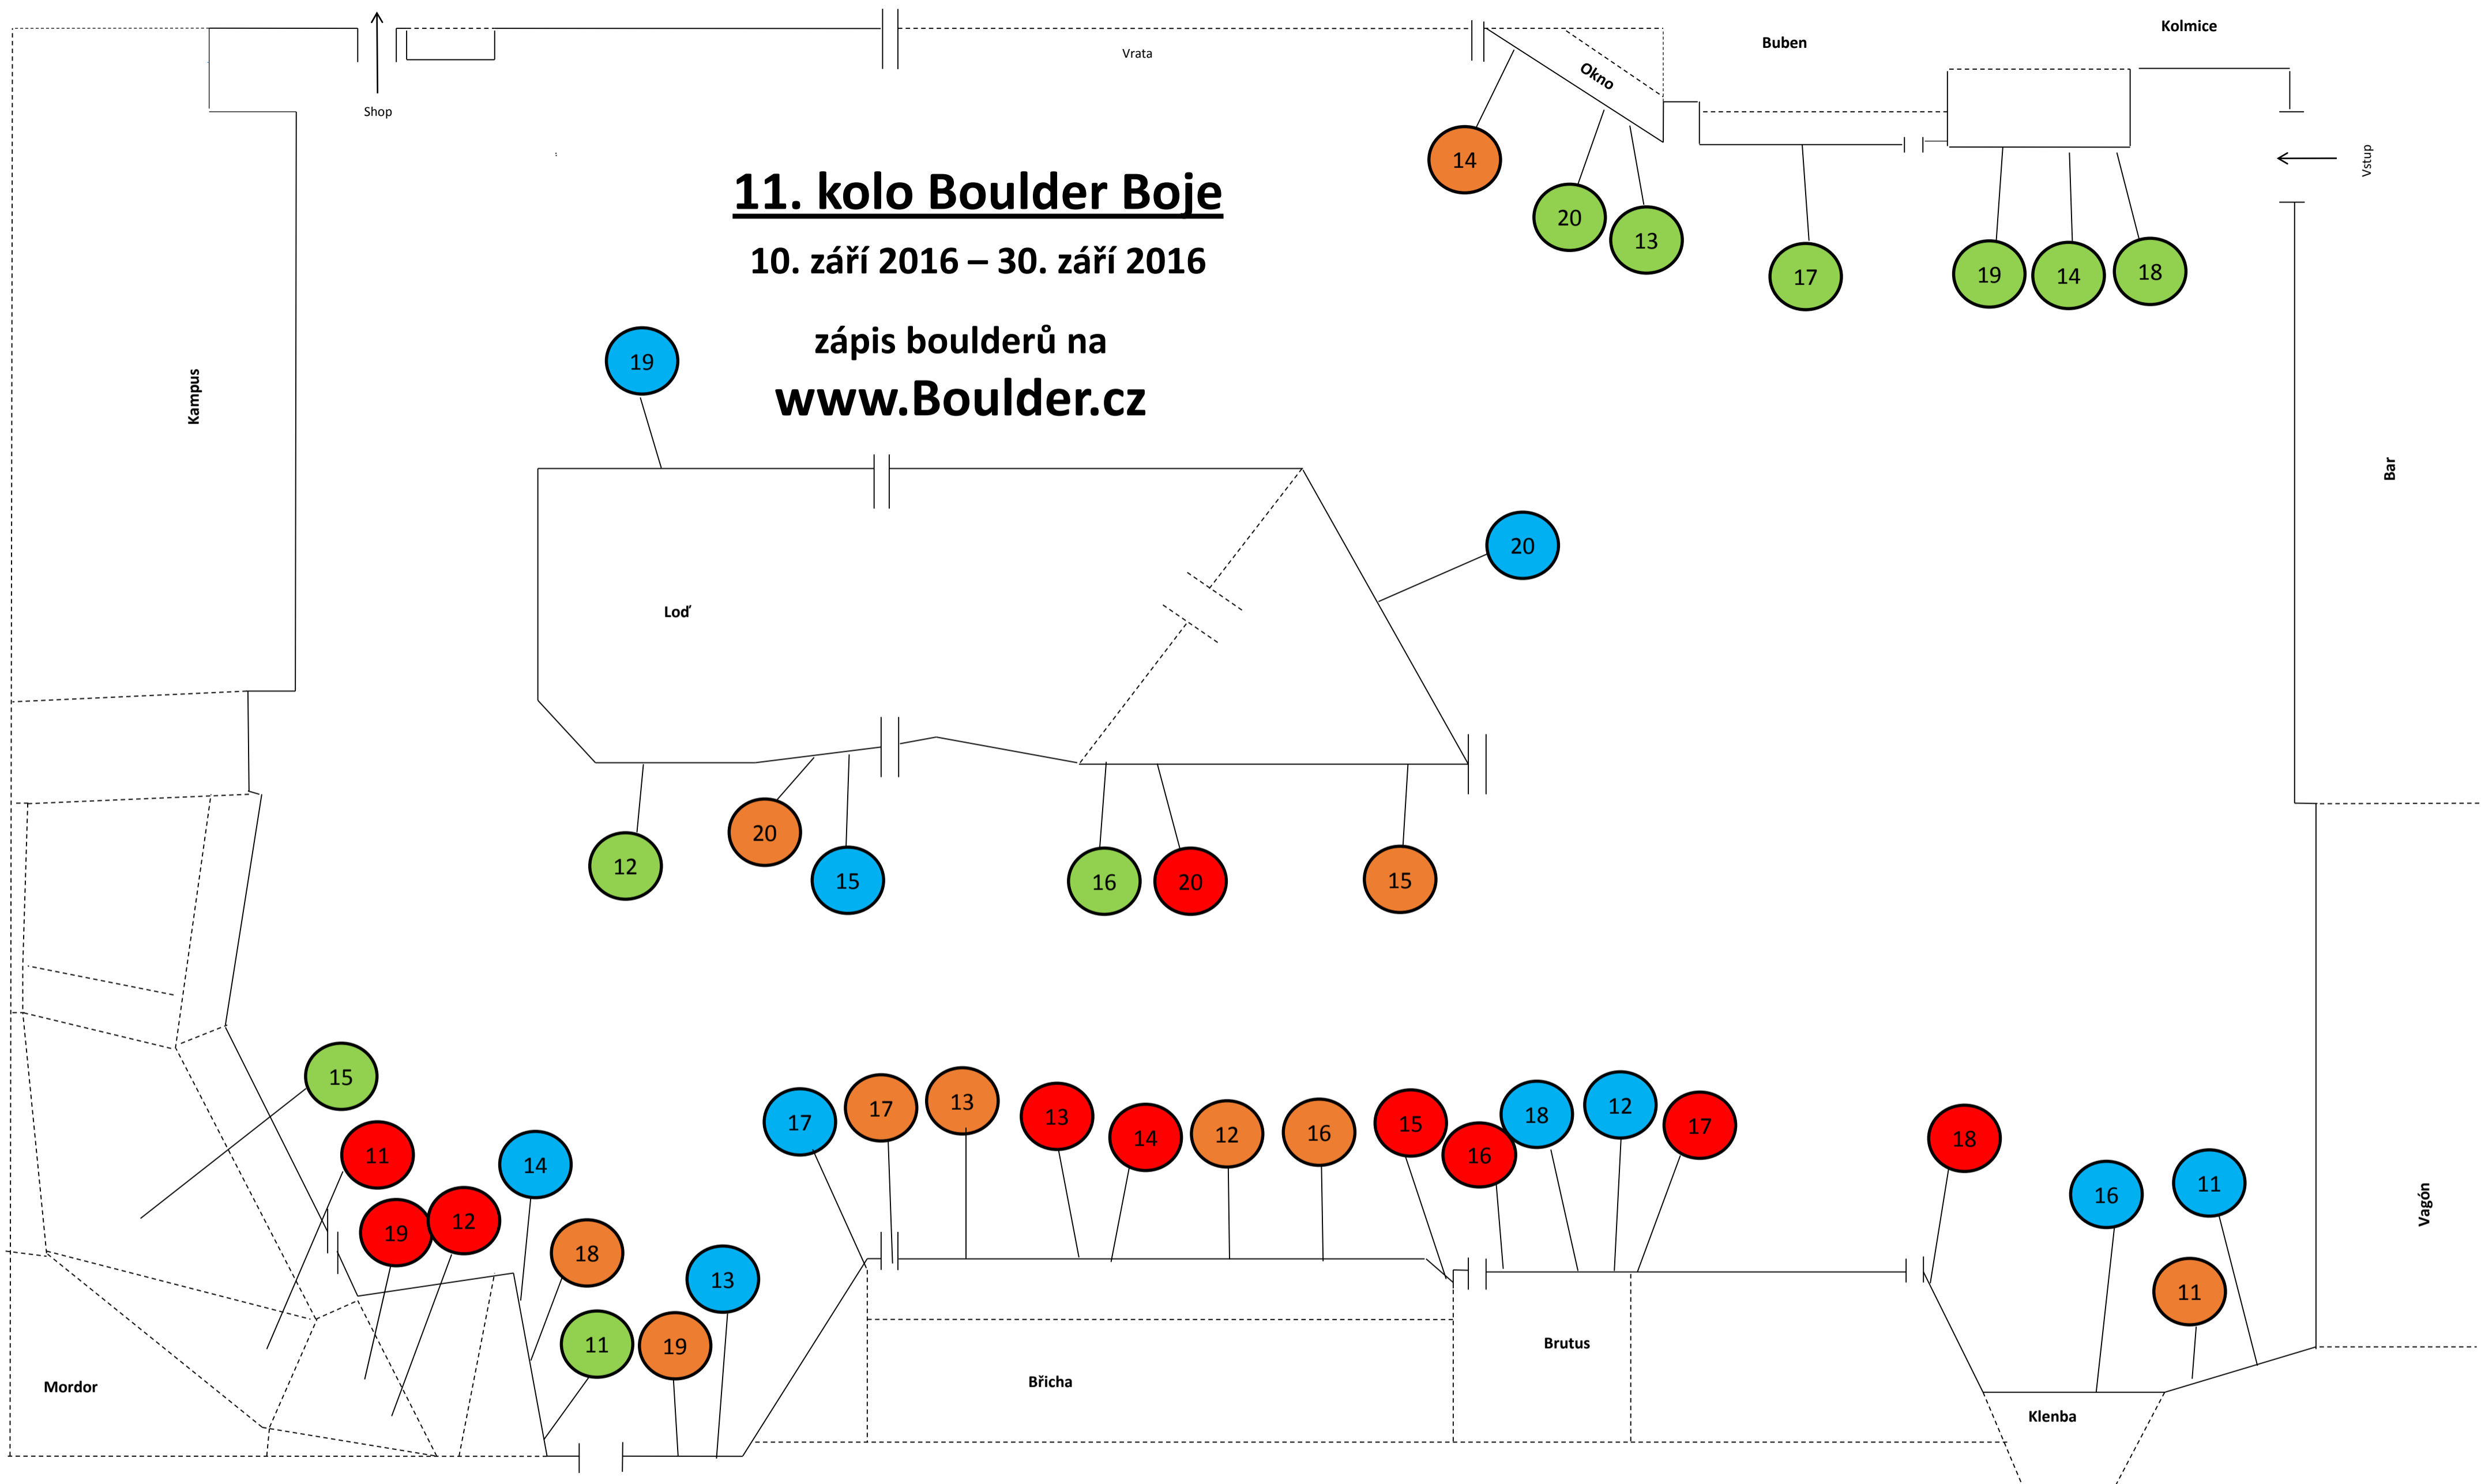 Kolmice
Buben
Vrata
Okno
Shop
Vstup
14
11. kolo Boulder Boje
20
13
17
19
14
18
10. září 2016 – 30. září 2016
zápis boulderů na
19
www.Boulder.cz
Kampus
Bar
20
Loď
12
20
15
16
20
15
15
11
19
12
14
18
11
19
13
17
17
13
13
14
12
16
15
16
18
12
17
18
16
11
11
Vagón
Mordor
Břicha
Brutus
Klenba